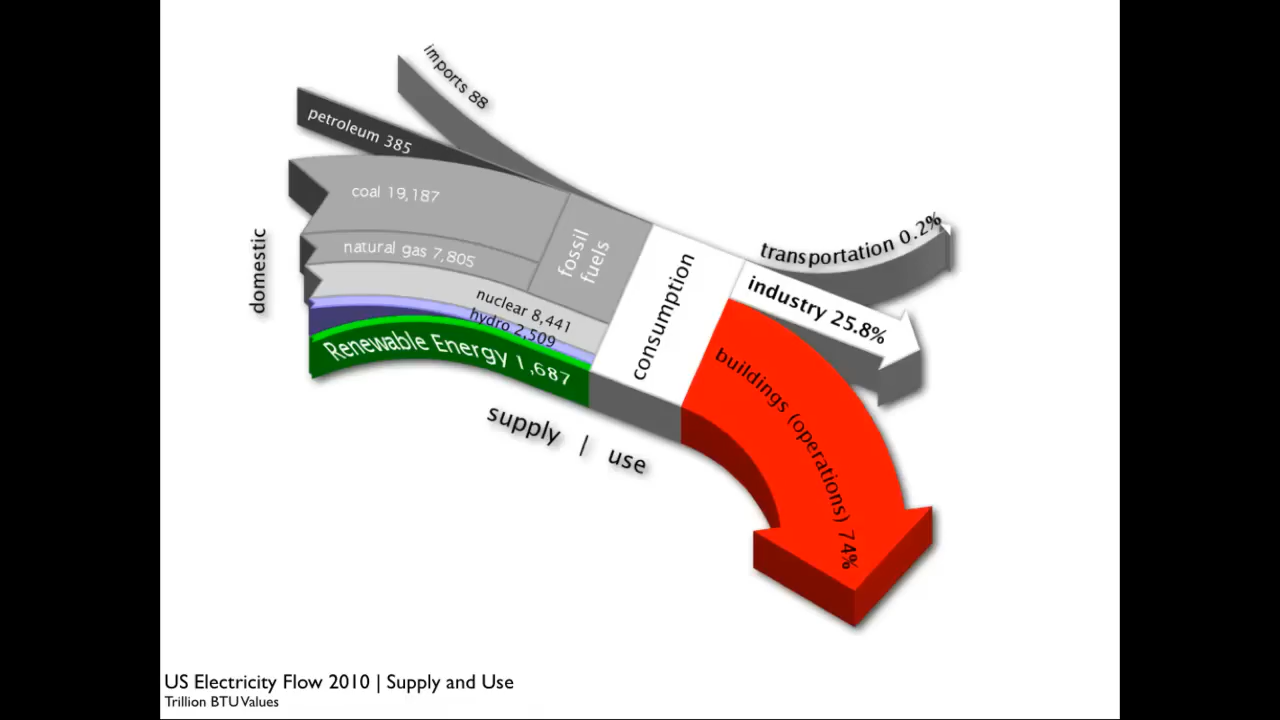 imports 88
petroleum 385
coal 19,187
natural gas 7,805
fossil
fuels
nuclear 8,441
hydro 2,509
Renewable Energy 1,687
domestic
consumption
transportation 0.2%
industry 25.8%
buildings (operations) 74%
supply | use
US Electricity Flow 2010 | Supply and Use
Trillion BTU Values